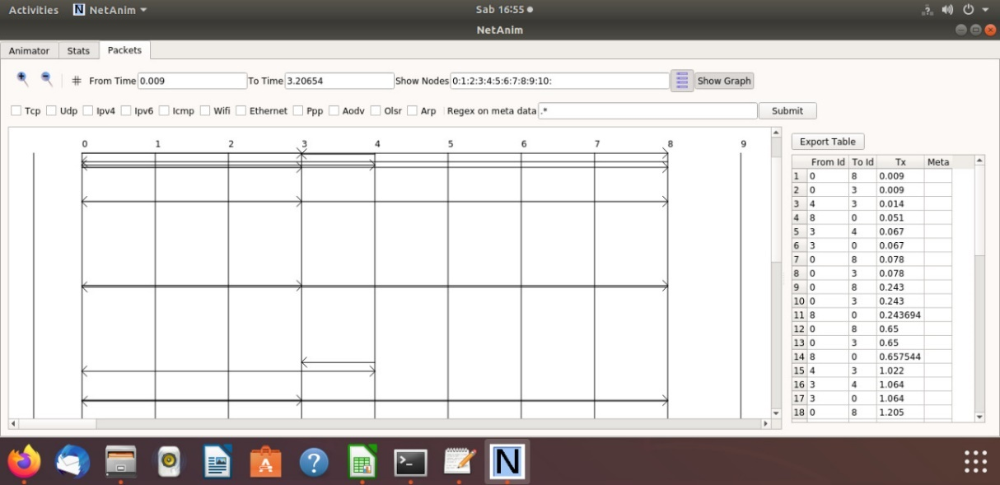 Activities NetAnim Sab 16:55
NetAnim
Animator Stats Packets
# From Time 0.009 To Time 3.20654 Show Nodes 0:1:2:3:4:5:6:7:8:9:10: Show Graph
Tcp Udp Ipv4 Ipv6 Icmp Wifi Ethernet Ppp Aodv Olsr Arp Regex on meta data .* Submit
0 1 2 3 4 5 6 7 8 9
Export Table
From Id To Id Tx Meta
1 0 8 0.009
2 0 3 0.009
3 4 3 0.014
4 8 0 0.051
5 3 4 0.067
6 3 0 0.067
7 0 8 0.078
8 0 3 0.078
9 0 8 0.243
10 0 3 0.243
11 8 0 0.243694
12 0 8 0.65
13 0 3 0.65
14 8 0 0.657544
15 4 3 1.022
16 3 4 1.064
17 3 0 1.064
18 0 8 1.205